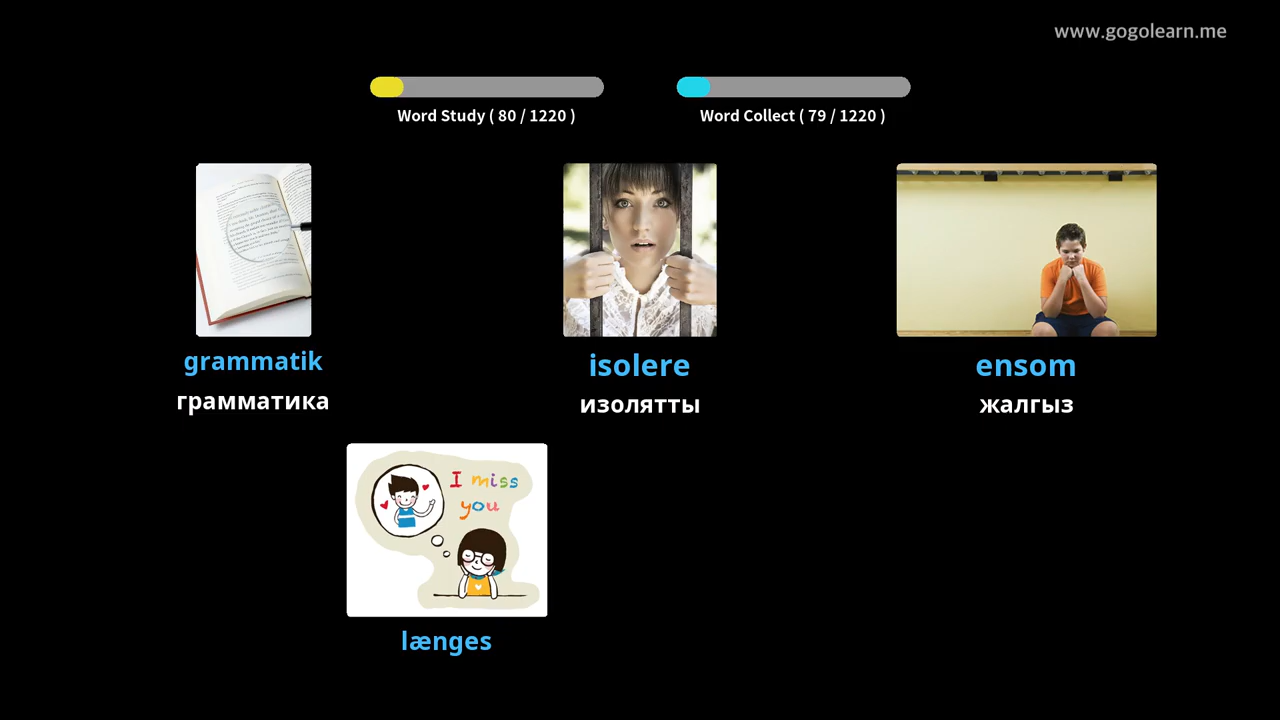 www.gogolearn.me
Word Study ( 80 / 1220 )
Word Collect ( 79 / 1220 )
grammatik
грамматика
isolere
изолятты
ensom
жалгыз
I miss
you
længes